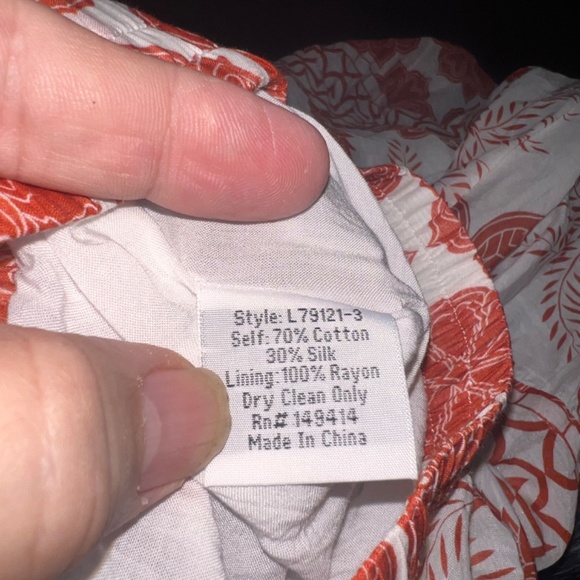 Style: L79121-3
Self: 70% Cotton
30% Silk
Lining: 100% Rayon
Dry Clean Only
Rn# 149414
Made In China